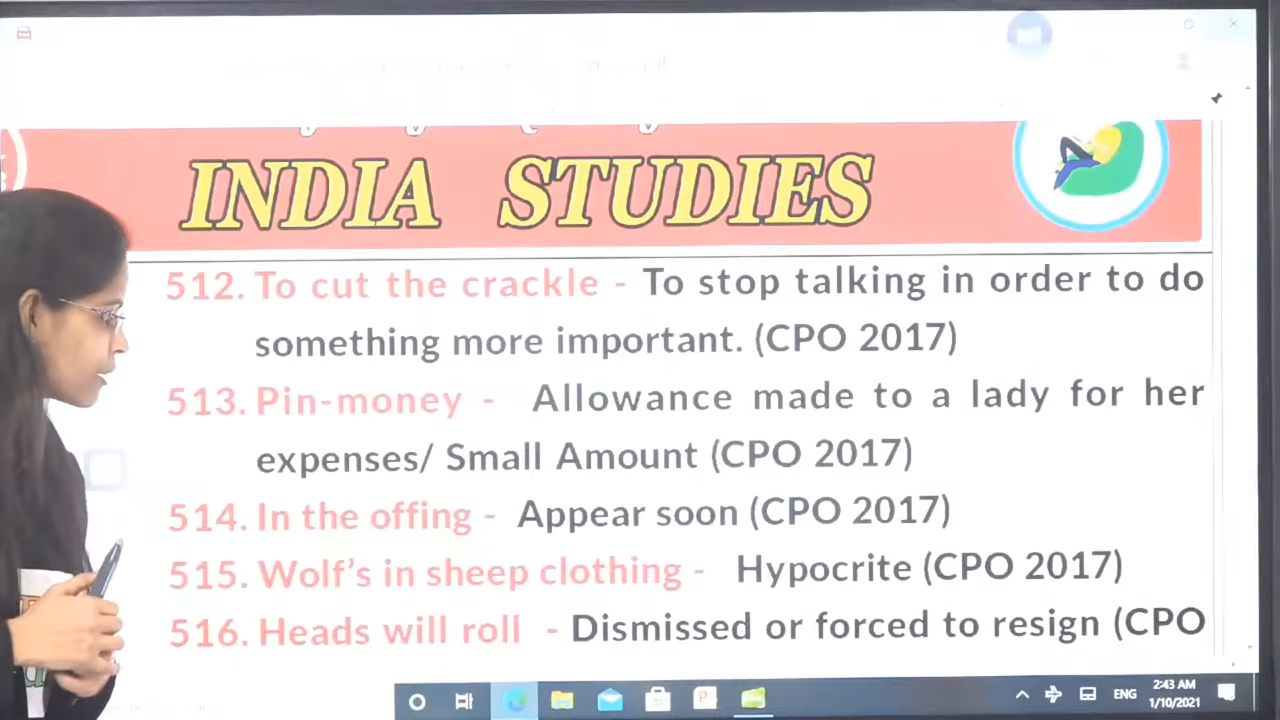 INDIA STUDIES
512. To cut the crackle - To stop talking in order to do
something more important. (CPO 2017)
513. Pin-money - Allowance made to a lady for her
expenses/ Small Amount (CPO 2017)
514. In the offing - Appear soon (CPO 2017)
515. Wolf's in sheep clothing - Hypocrite (CPO 2017)
516. Heads will roll - Dismissed or forced to resign (CPO
ENG
2:43 AM
1/10/2021